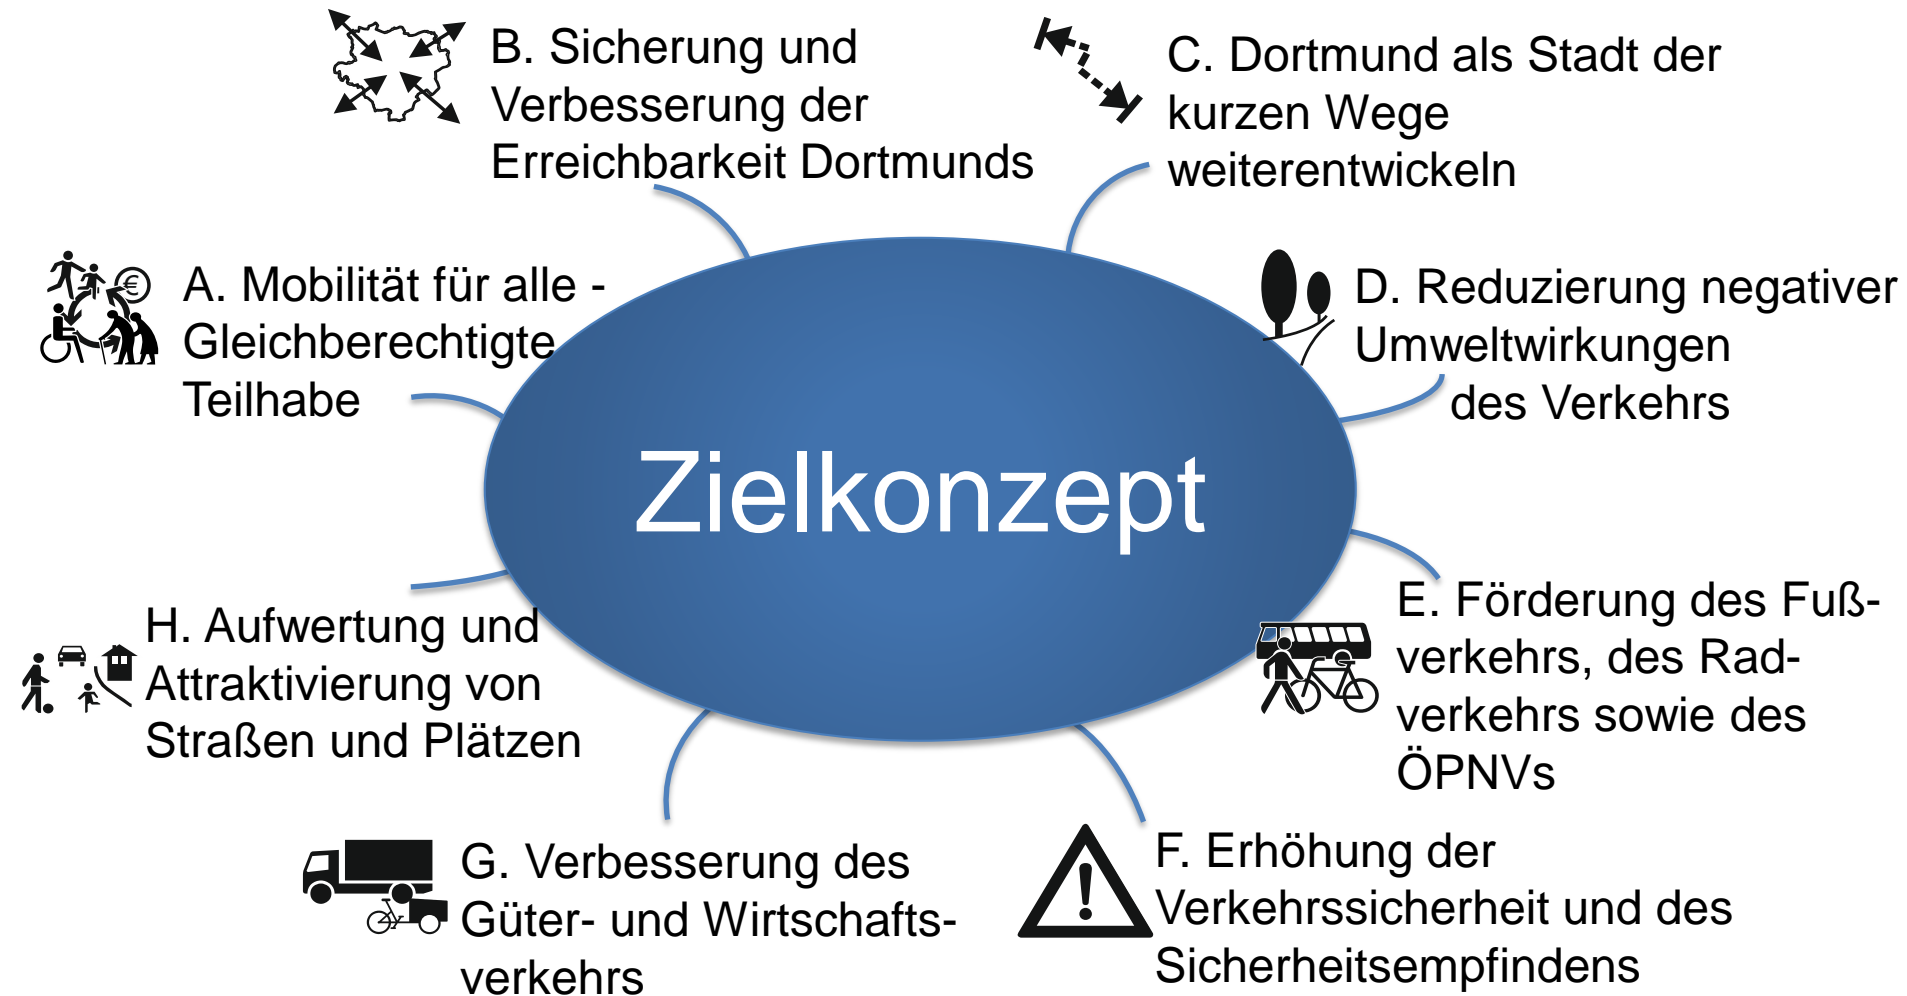 B. Sicherung und
Verbesserung der
Erreichbarkeit Dortmunds
C. Dortmund als Stadt der
kurzen Wege
weiterentwickeln
A. Mobilität für alle -
Gleichberechtigte
Teilhabe
€
D. Reduzierung negativer
Umweltwirkungen
des Verkehrs
Zielkonzept
H. Aufwertung und
Attraktivierung von
Straßen und Plätzen
E. Förderung des Fuß-
verkehrs, des Rad-
verkehrs sowie des
ÖPNVs
G. Verbesserung des
Güter- und Wirtschafts-
verkehrs
!
F. Erhöhung der
Verkehrssicherheit und des
Sicherheitsempfindens